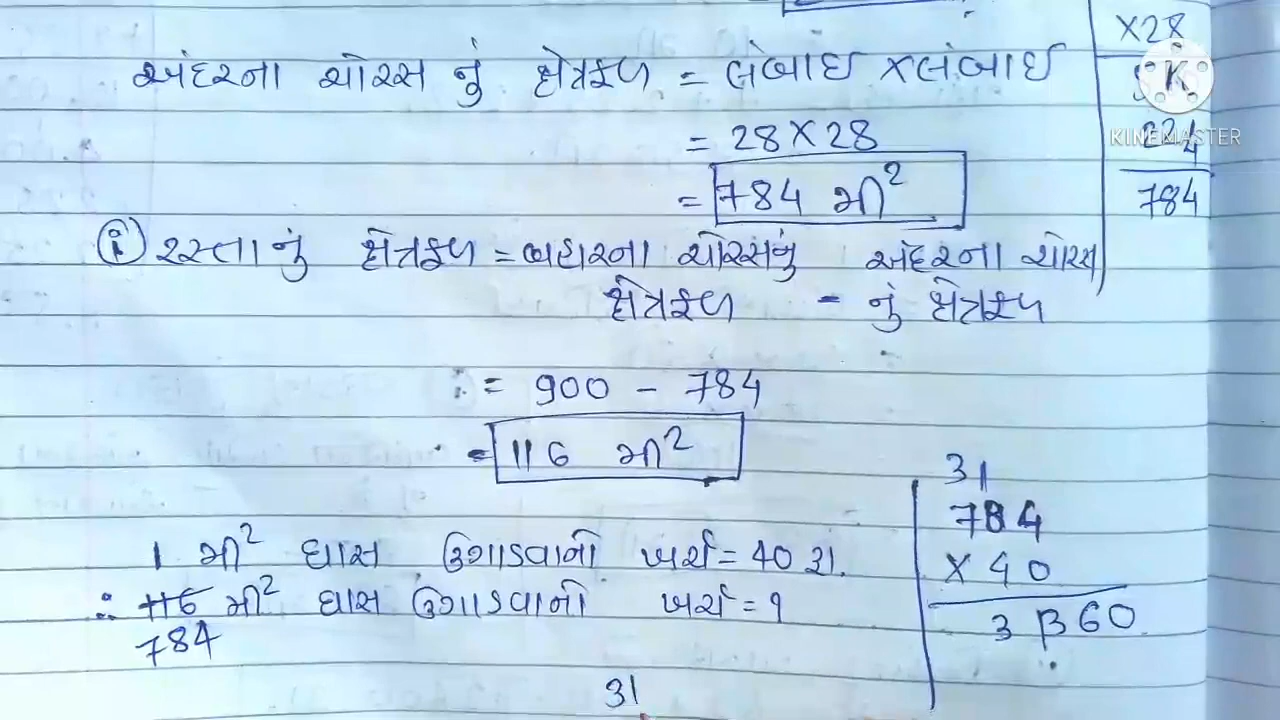 અંદરના ચોરસ નું ક્ષેત્રફળ = લંબાઈ × લંબાઈ
= 28 × 28
= 784 મી²
×28
224
784
KINEMASTER
(i) રસ્તાનું ક્ષેત્રફળ = બહારના ચોરસનું અંદરના ચોરસ
ક્ષેત્રફળ - નું ક્ષેત્રફળ
∴ = 900 - 784
= 116 મી²
1 મી² ઘાસ ઉગાડવાનો ખર્ચ = 40 રૂા.
∴ 116 મી² ઘાસ ઉગાડવાનો ખર્ચ = ?
784
31
784
× 40
31360
31